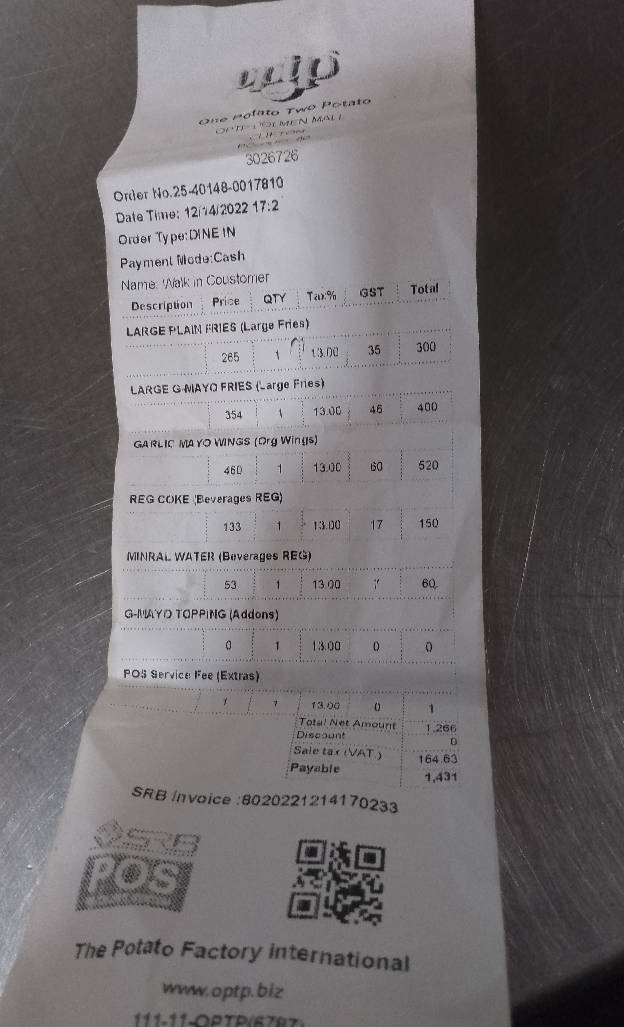 optp
One Potato Two Potato
OPTP DOLMEN MALL
CLIFTON
3026726
Order No.25-40148-0017810
Date Time: 12/14/2022 17:2
Order Type:DINE IN
Payment Mode:Cash
Name: Walk in Coustomer
Description Price QTY Tax% GST Total
LARGE PLAIN FRIES (Large Fries)
265 1 13.00 35 300
LARGE G-MAYO FRIES (Large Fries)
354 1 13.00 46 400
GARLIC MAYO WINGS (Org Wings)
460 1 13.00 60 520
REG COKE (Beverages REG)
133 1 13.00 17 150
MINRAL WATER (Beverages REG)
53 1 13.00 7 60
G-MAYO TOPPING (Addons)
0 1 13.00 0 0
POS Service Fee (Extras)
1 1 13.00 0 1
Total Net Amount 1,266
Discount 0
Sale tax (VAT) 164.63
Payable 1,431
SRB Invoice :8020221214170233
SRB
POS
The Potato Factory International
www.optp.biz
111-11-OPTP(6787)